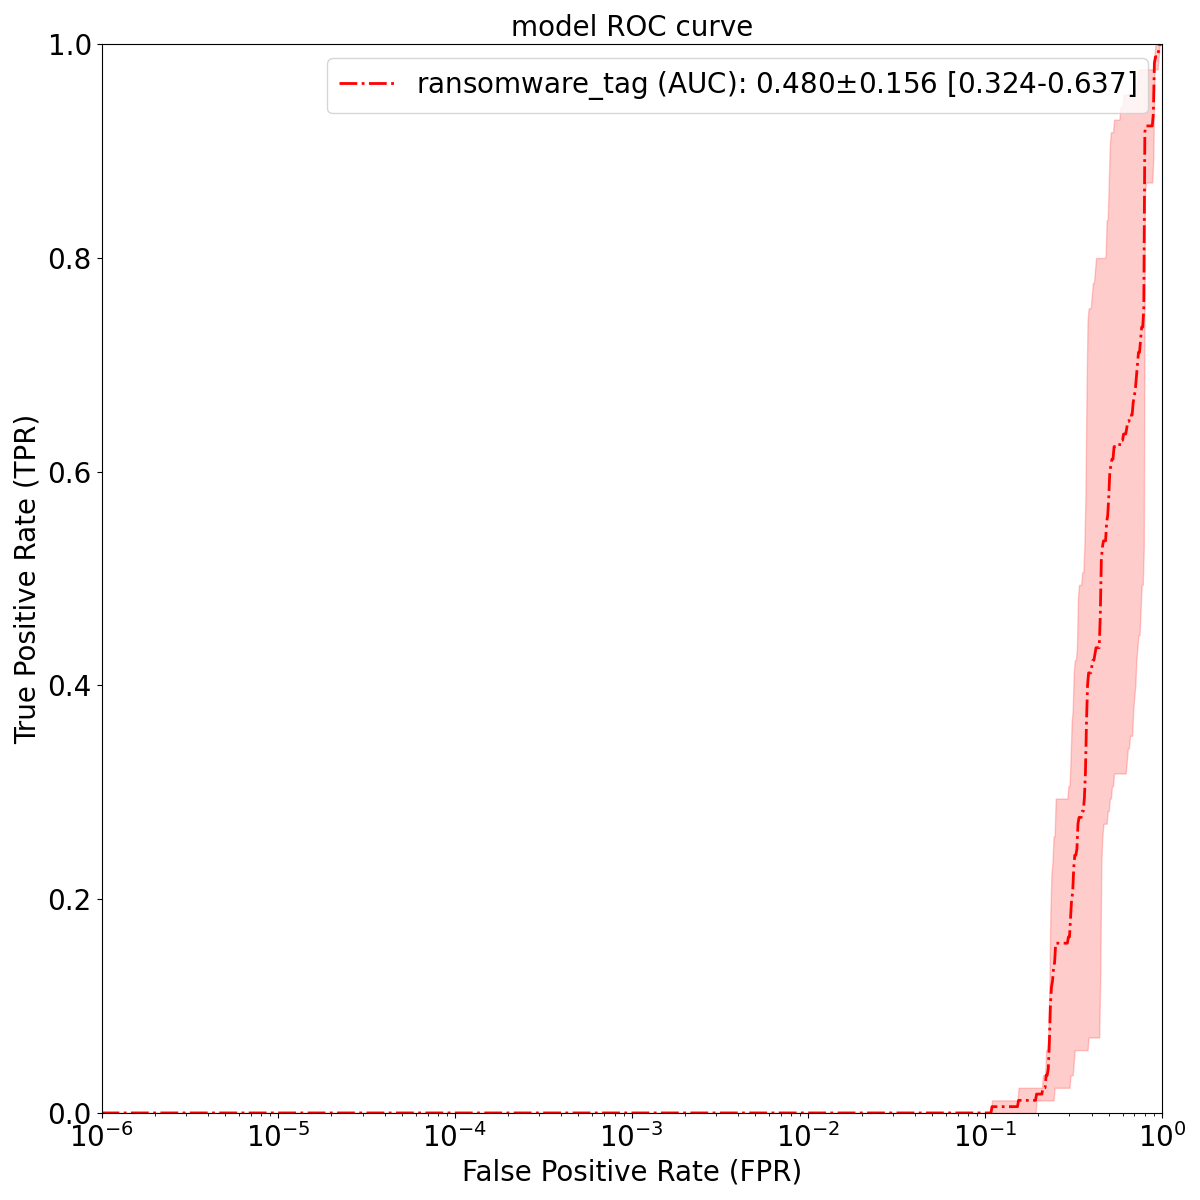 model ROC curve
ransomware_tag (AUC): 0.480±0.156 [0.324-0.637]
1.0
0.8
0.6
0.4
0.2
0.0
True Positive Rate (TPR)
10⁻⁶ 10⁻⁵ 10⁻⁴ 10⁻³ 10⁻² 10⁻¹ 10⁰
False Positive Rate (FPR)